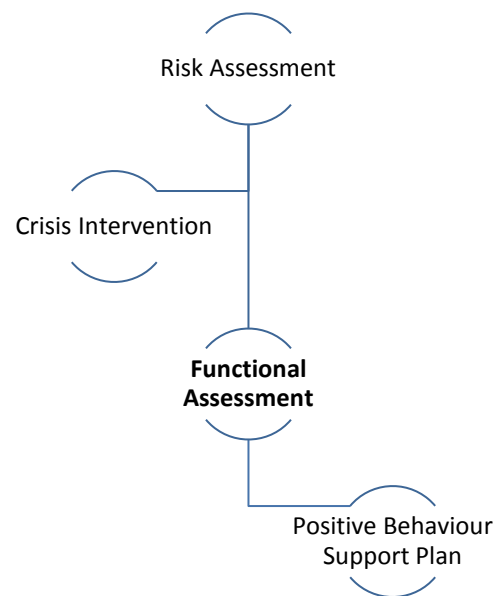 Risk Assessment
Crisis Intervention
Functional
Assessment
Positive Behaviour
Support Plan